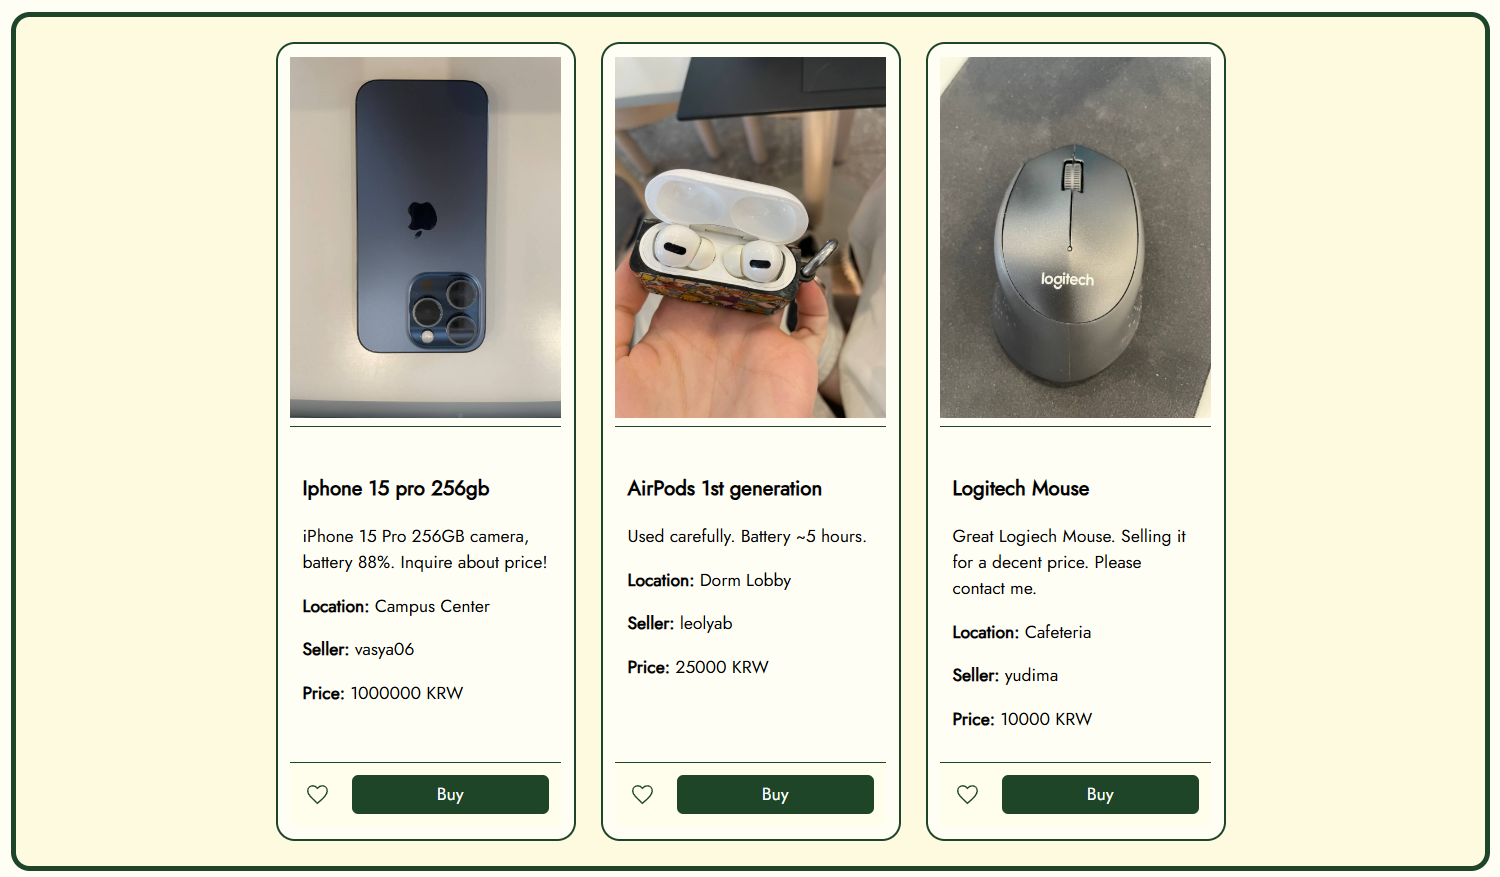 logitech
Iphone 15 pro 256gb
iPhone 15 Pro 256GB camera,
battery 88%. Inquire about price!
Location: Campus Center
Seller: vasya06
Price: 1000000 KRW
Buy
AirPods 1st generation
Used carefully. Battery ~5 hours.
Location: Dorm Lobby
Seller: leolyab
Price: 25000 KRW
Buy
Logitech Mouse
Great Logiech Mouse. Selling it
for a decent price. Please
contact me.
Location: Cafeteria
Seller: yudima
Price: 10000 KRW
Buy